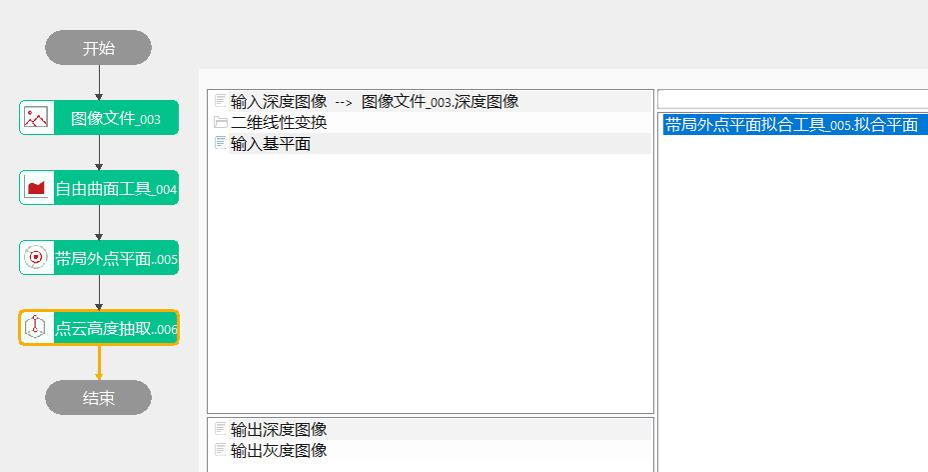 开始
图像文件_003
自由曲面工具_004
带局外点平面..005
点云高度抽取..006
结束
输入深度图像 --> 图像文件_003.深度图像
二维线性变换
输入基平面
输出深度图像
输出灰度图像
带局外点平面拟合工具_005.拟合平面